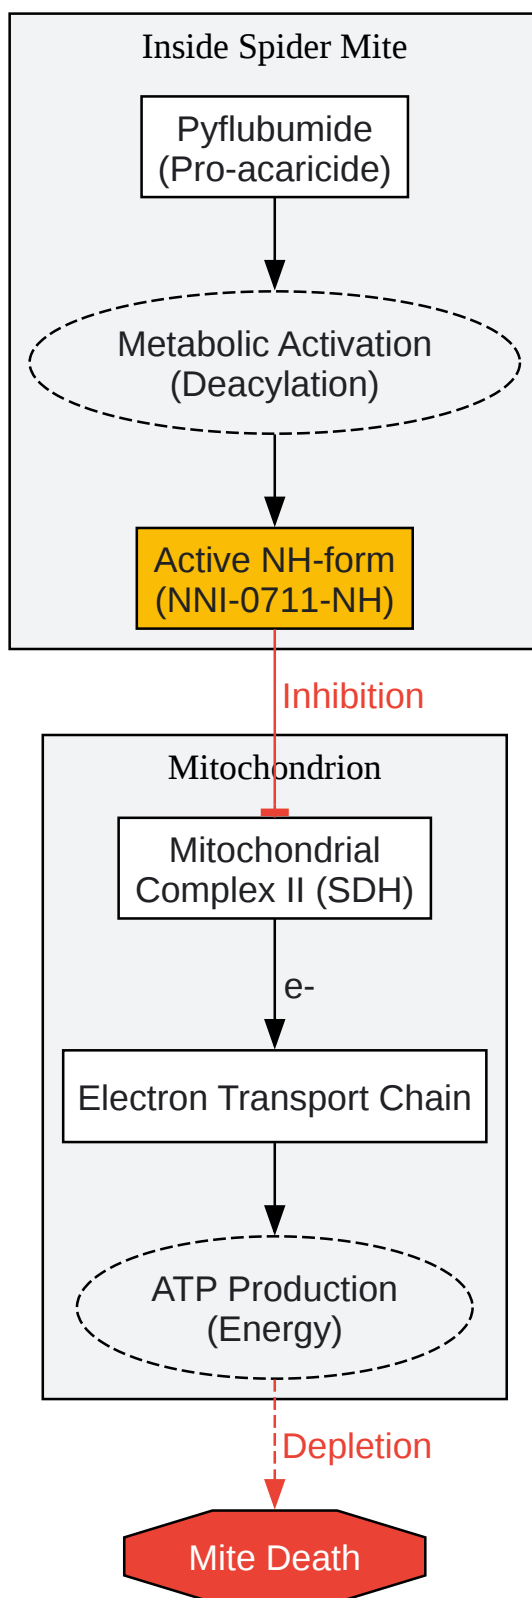 Inside Spider Mite
Pyflubumide
(Pro-acaricide)
Metabolic Activation
(Deacylation)
Active NH-form
(NNI-0711-NH)
Inhibition
Mitochondrion
Mitochondrial
Complex II (SDH)
e-
Electron Transport Chain
ATP Production
(Energy)
Depletion
Mite Death